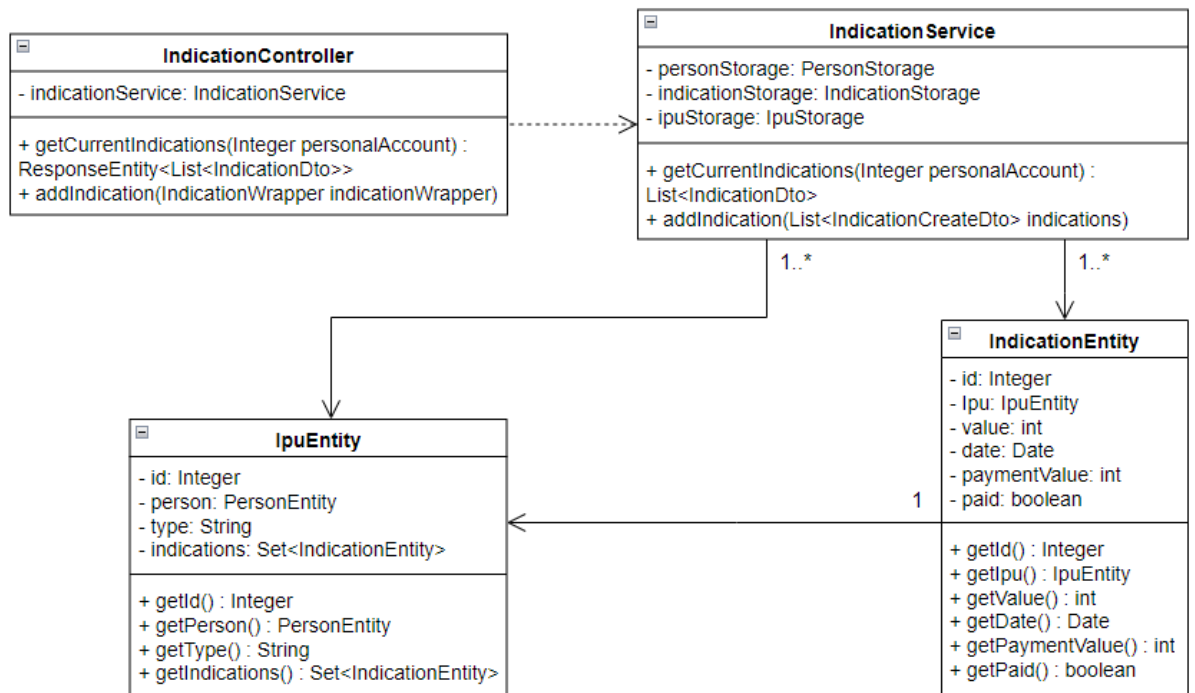 IndicationController
- indicationService: IndicationService
+ getCurrentIndications(Integer personalAccount) :
ResponseEntity<List<IndicationDto>>
+ addIndication(IndicationWrapper indicationWrapper)
IndicationService
- personStorage: PersonStorage
- indicationStorage: IndicationStorage
- ipuStorage: IpuStorage
+ getCurrentIndications(Integer personalAccount) :
List<IndicationDto>
+ addIndication(List<IndicationCreateDto> indications)
1..*
1..*
IpuEntity
- id: Integer
- person: PersonEntity
- type: String
- indications: Set<IndicationEntity>
+ getId() : Integer
+ getPerson() : PersonEntity
+ getType() : String
+ getIndications() : Set<IndicationEntity>
1
IndicationEntity
- id: Integer
- Ipu: IpuEntity
- value: int
- date: Date
- paymentValue: int
- paid: boolean
+ getId() : Integer
+ getIpu() : IpuEntity
+ getValue() : int
+ getDate() : Date
+ getPaymentValue() : int
+ getPaid() : boolean